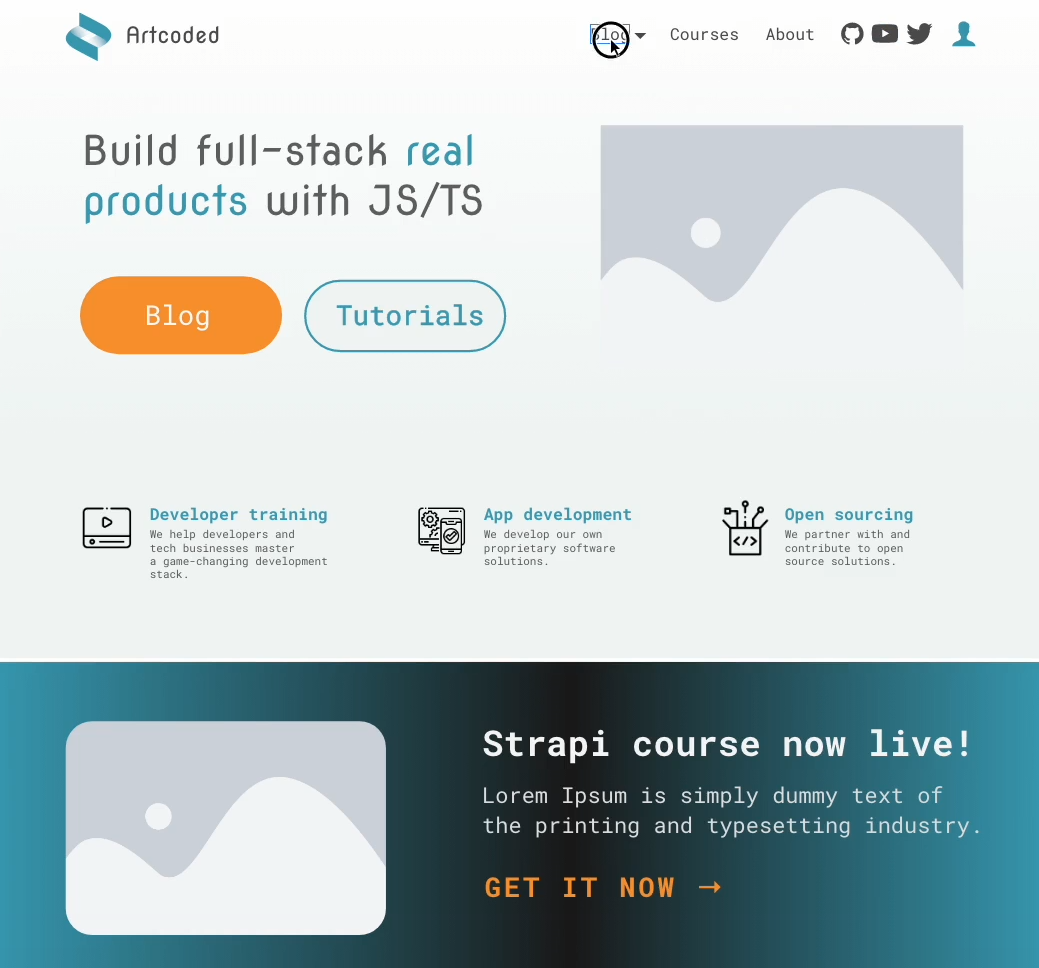 Artcoded
Blog
Courses
About
Build full-stack real
products with JS/TS
Blog
Tutorials
Developer training
We help developers and
tech businesses master
a game-changing development
stack.
App development
We develop our own
proprietary software
solutions.
Open sourcing
We partner with and
contribute to open
source solutions.
Strapi course now live!
Lorem Ipsum is simply dummy text of
the printing and typesetting industry.
GET IT NOW →